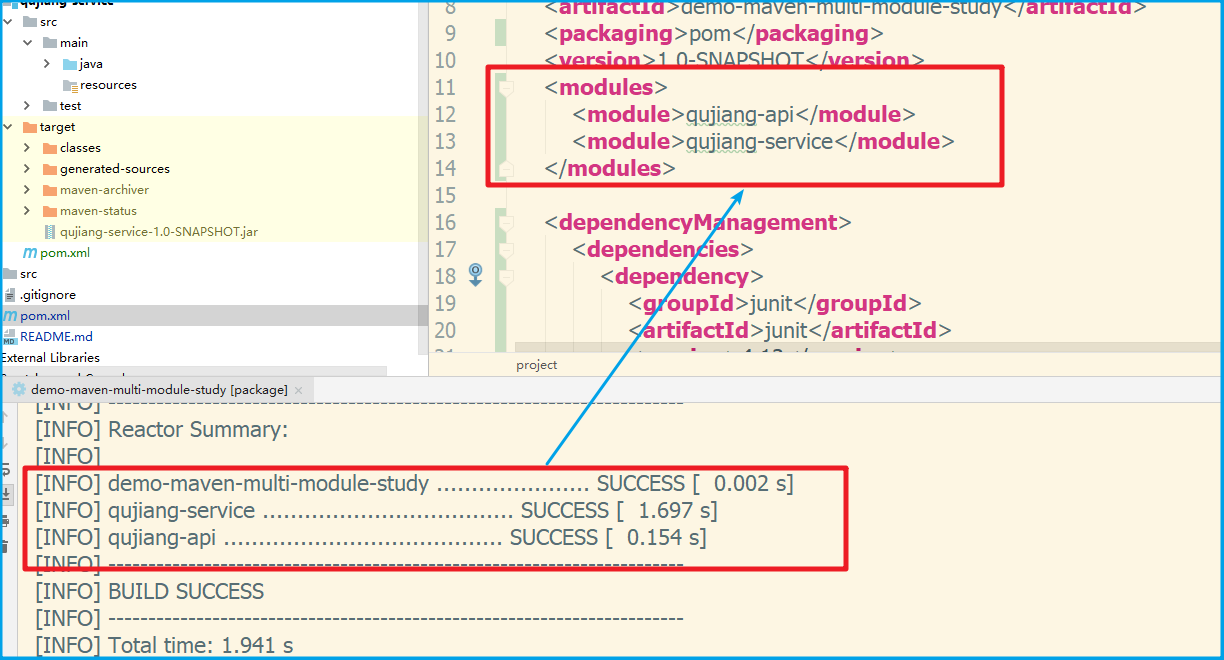 qujiang-service
src
main
java
resources
test
target
classes
generated-sources
maven-archiver
maven-status
qujiang-service-1.0-SNAPSHOT.jar
pom.xml
src
.gitignore
pom.xml
README.md
External Libraries
8 <artifactId>demo-maven-multi-module-study</artifactId>
9 <packaging>pom</packaging>
10 <version>1.0-SNAPSHOT</version>
11 <modules>
12 <module>qujiang-api</module>
13 <module>qujiang-service</module>
14 </modules>
15
16 <dependencyManagement>
17 <dependencies>
18 <dependency>
19 <groupId>junit</groupId>
20 <artifactId>junit</artifactId>
project
demo-maven-multi-module-study [package]
[INFO] ------------------------------------------------------------------------
[INFO] Reactor Summary:
[INFO]
[INFO] demo-maven-multi-module-study ...................... SUCCESS [  0.002 s]
[INFO] qujiang-service .................................... SUCCESS [  1.697 s]
[INFO] qujiang-api ........................................ SUCCESS [  0.154 s]
[INFO] ------------------------------------------------------------------------
[INFO] BUILD SUCCESS
[INFO] ------------------------------------------------------------------------
[INFO] Total time: 1.941 s